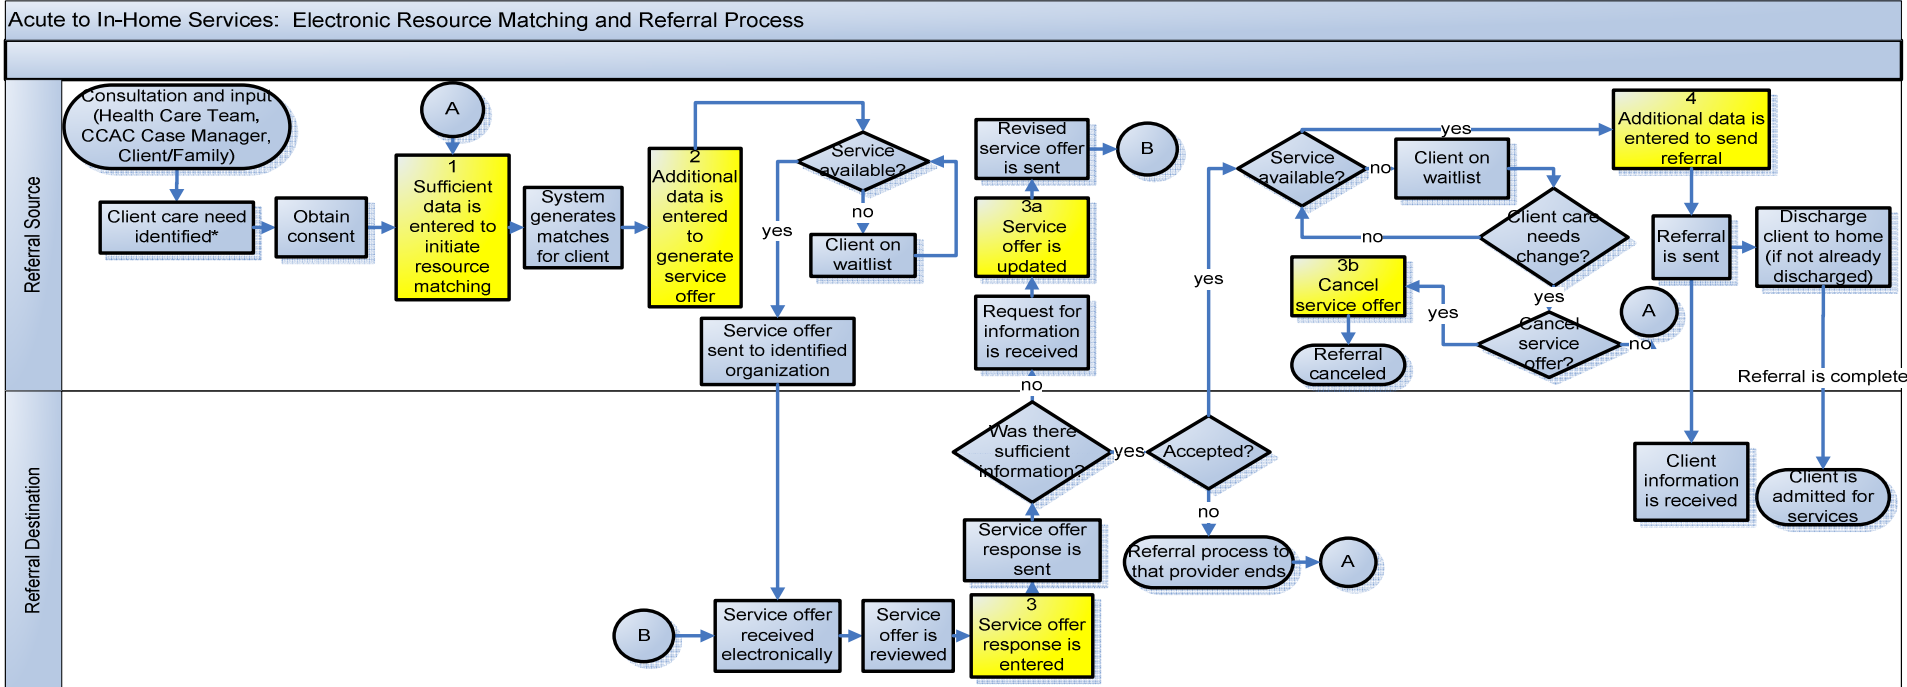 Acute to In-Home Services:  Electronic Resource Matching and Referral Process
Referral Source
Consultation and input
(Health Care Team,
CCAC Case Manager,
Client/Family)
Client care need
identified*
Obtain
consent
A
1
Sufficient
data is
entered to
initiate
resource
matching
System
generates
matches
for client
2
Additional
data is
entered
to
generate
service
offer
Service
available?
yes
no
Client on
waitlist
Service offer
sent to identified
organization
Revised
service offer
is sent
B
3a
Service
offer is
updated
Request for
information
is received
no
yes
Service
available?
yes
no
Client on
waitlist
Client care
needs
change?
no
yes
3b
Cancel
service offer
yes
Cancel
service
offer?
no
A
Referral
canceled
4
Additional data is
entered to send
referral
Referral
is sent
Discharge
client to home
(if not already
discharged)
Referral is complete
Referral Destination
B
Service offer
received
electronically
Service
offer is
reviewed
3
Service offer
response is
entered
Service offer
response is
sent
Was there
sufficient
information?
yes
Accepted?
no
Referral process to
that provider ends
A
Client
information
is received
Client is
admitted for
services